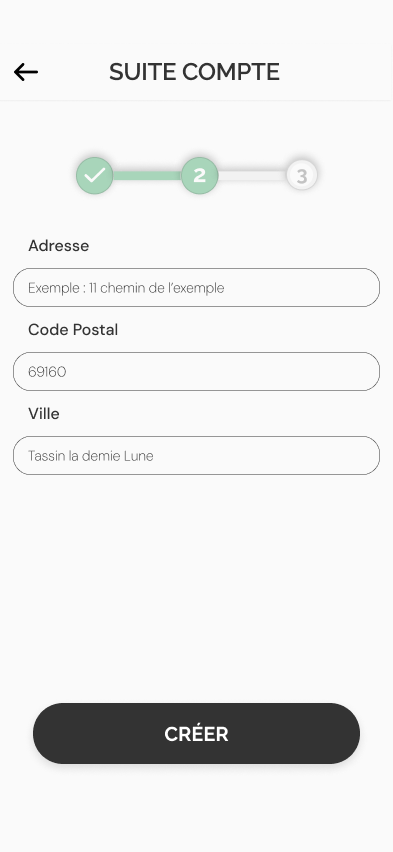 SUITE COMPTE
2 3
Adresse
Exemple : 11 chemin de l'exemple
Code Postal
69160
Ville
Tassin la demie Lune
CRÉER